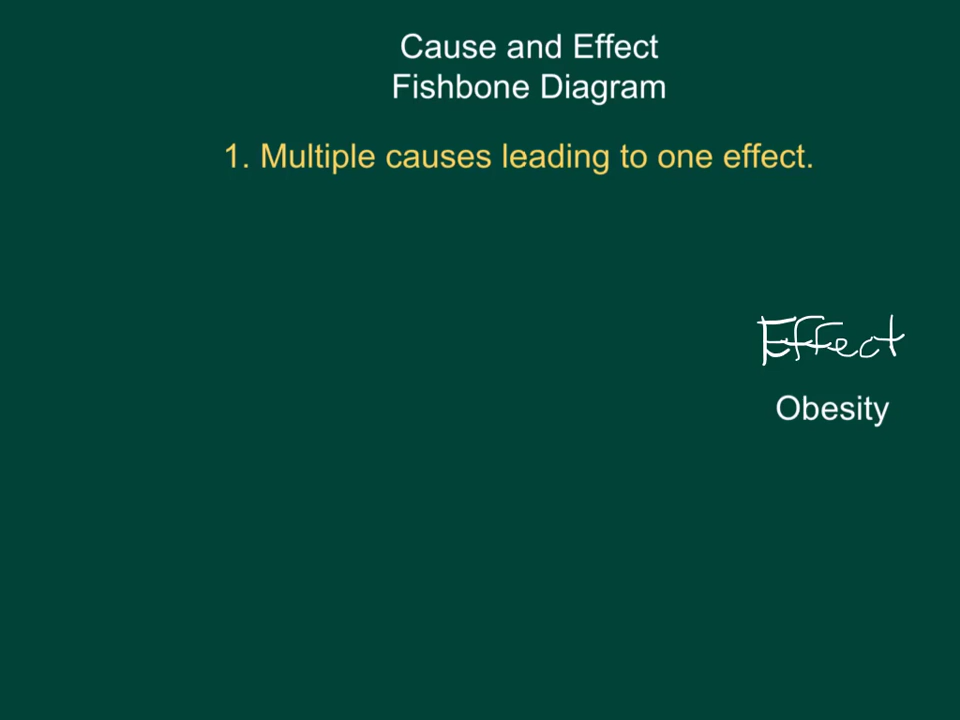 Cause and Effect
Fishbone Diagram
1. Multiple causes leading to one effect.
Effect
Obesity